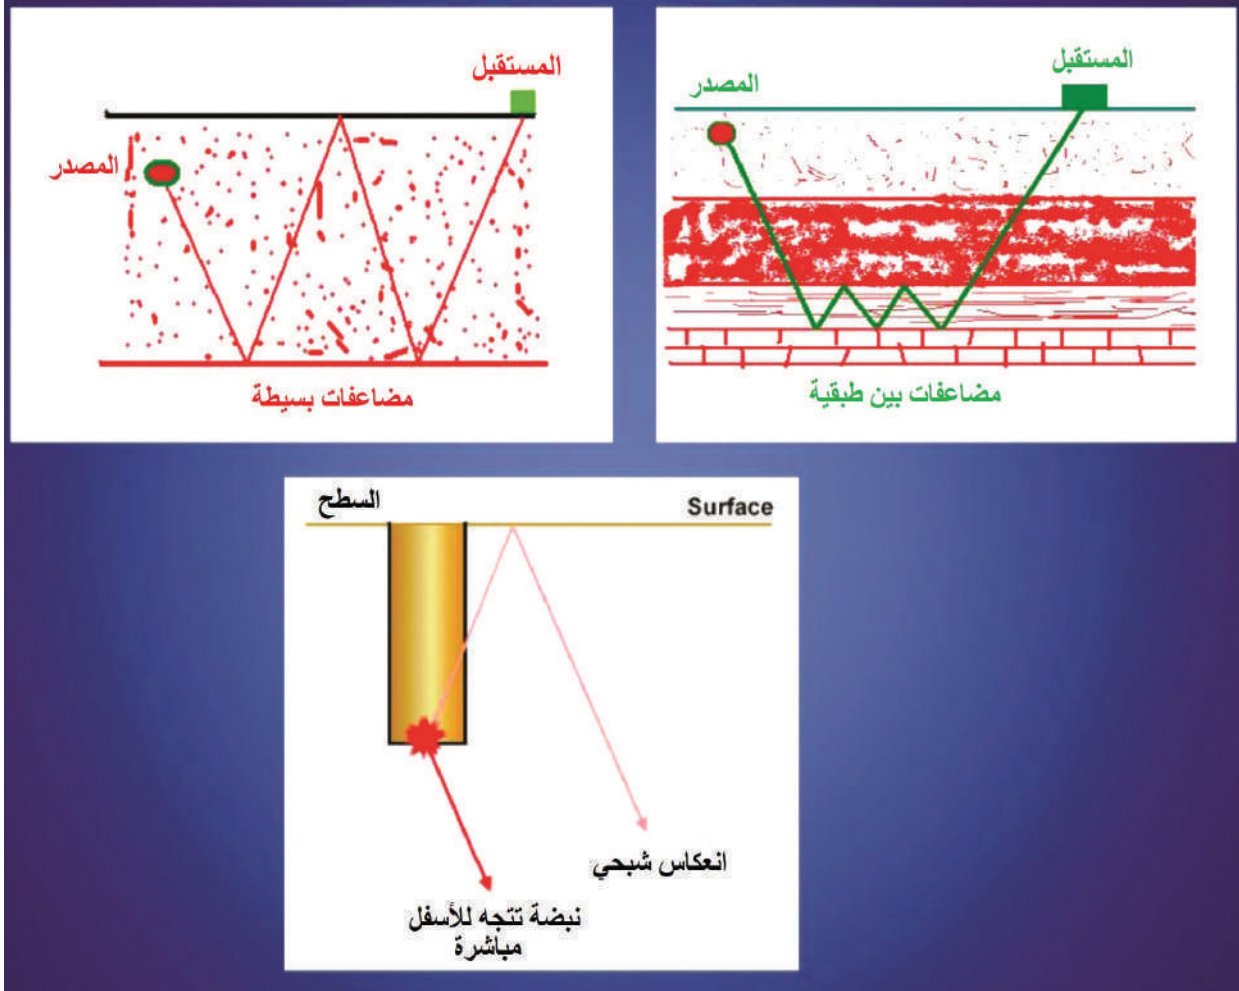 المستقبل
المصدر
مضاعفات بين طبقية
المستقبل
المصدر
مضاعفات بسيطة
السطح
Surface
انعكاس شبحي
نبضة تتجه للأسفل
مباشرة